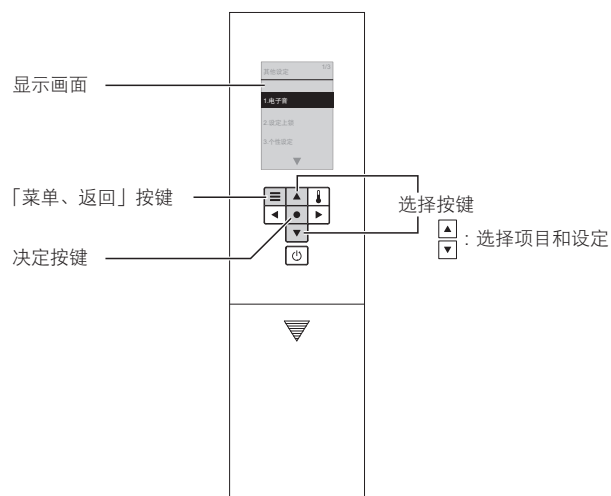 其他设定 1/3
显示画面
1.电子音
2.设定上锁
3.个性设定
「菜单、返回」按键
选择按键
▲
▼ : 选择项目和设定
决定按键